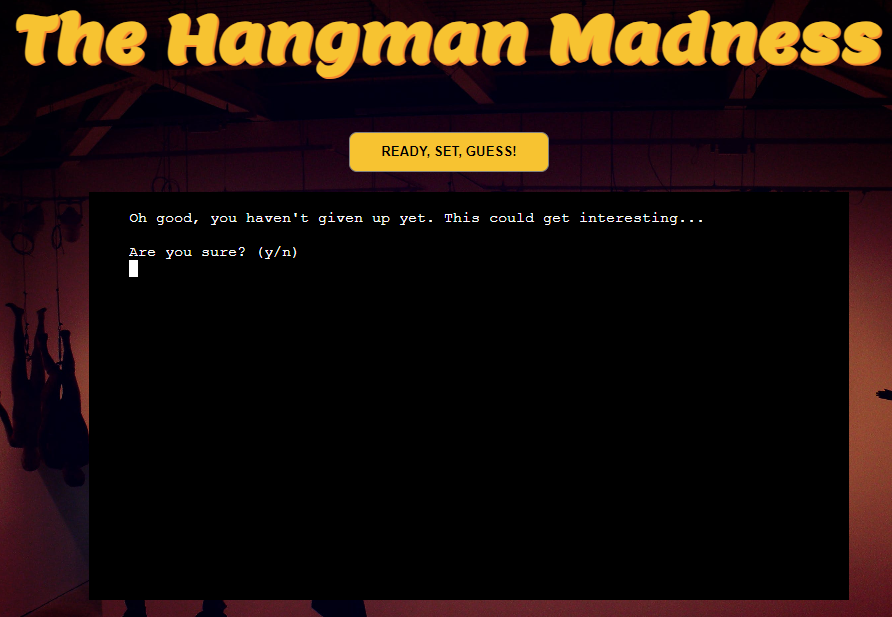 The Hangman Madness
READY, SET, GUESS!
Oh good, you haven't given up yet. This could get interesting...
Are you sure? (y/n)